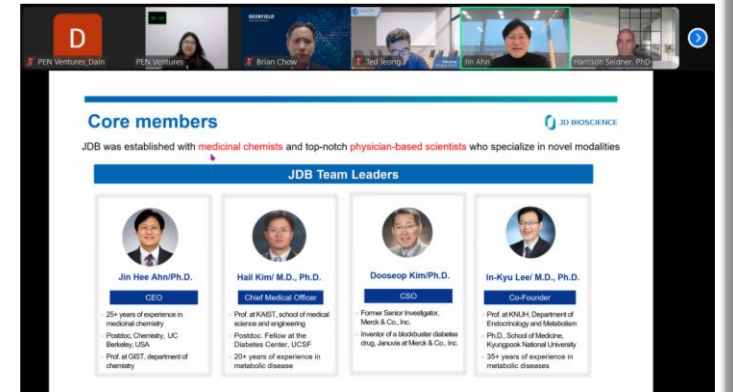 D
PEN Ventures_Dain
PEN Ventures
DEERFIELD
Brian Chow
Ted Jeong
Jin Ahn
Harrison Seidner, PhD
Core members
JD BIOSCIENCE
JDB was established with medicinal chemists and top-notch physician-based scientists who specialize in novel modalities
JDB Team Leaders
Jin Hee Ahn/Ph.D.
CEO
25+ years of experience in
medicinal chemistry
Postdoc, Chemistry, UC
Berkeley, USA
Prof. at GIST, department of
chemistry
Hail Kim/ M.D., Ph.D.
Chief Medical Officer
Prof. at KAIST, school of medical
science and engineering
Postdoc. Fellow at the
Diabetes Center, UCSF
20+ years of experience in
metabolic disease
Dooseop Kim/Ph.D.
CSO
Former Senior Investigator,
Merck & Co., Inc.
Inventor of a blockbuster diabetes
drug, Januvia at Merck & Co., Inc.
In-Kyu Lee/ M.D., Ph.D.
Co-Founder
Prof. at KNUH, Department of
Endocrinology and Metabolism
Ph.D., School of Medicine,
Kyungpook National University
35+ years of experience in
metabolic diseases